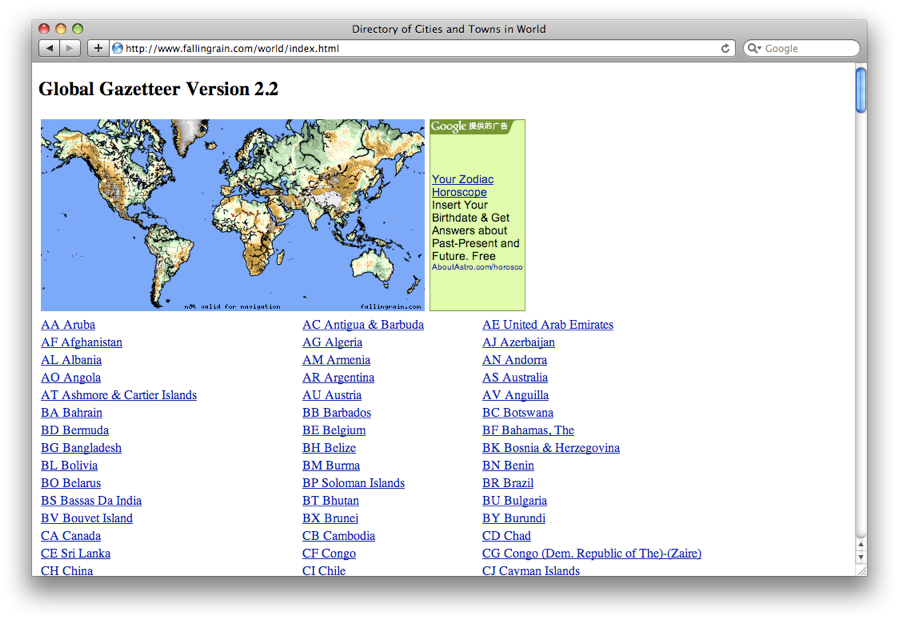 Directory of Cities and Towns in World
http://www.fallingrain.com/world/index.html
Google
Global Gazetteer Version 2.2
not valid for navigation
fallingrain.com
Google 提供的广告
Your Zodiac
Horoscope
Insert Your
Birthdate & Get
Answers about
Past-Present and
Future. Free
AboutAstro.com/horosco
AA Aruba AC Antigua & Barbuda AE United Arab Emirates
AF Afghanistan AG Algeria AJ Azerbaijan
AL Albania AM Armenia AN Andorra
AO Angola AR Argentina AS Australia
AT Ashmore & Cartier Islands AU Austria AV Anguilla
BA Bahrain BB Barbados BC Botswana
BD Bermuda BE Belgium BF Bahamas, The
BG Bangladesh BH Belize BK Bosnia & Herzegovina
BL Bolivia BM Burma BN Benin
BO Belarus BP Soloman Islands BR Brazil
BS Bassas Da India BT Bhutan BU Bulgaria
BV Bouvet Island BX Brunei BY Burundi
CA Canada CB Cambodia CD Chad
CE Sri Lanka CF Congo CG Congo (Dem. Republic of The)-(Zaire)
CH China CI Chile CJ Cayman Islands